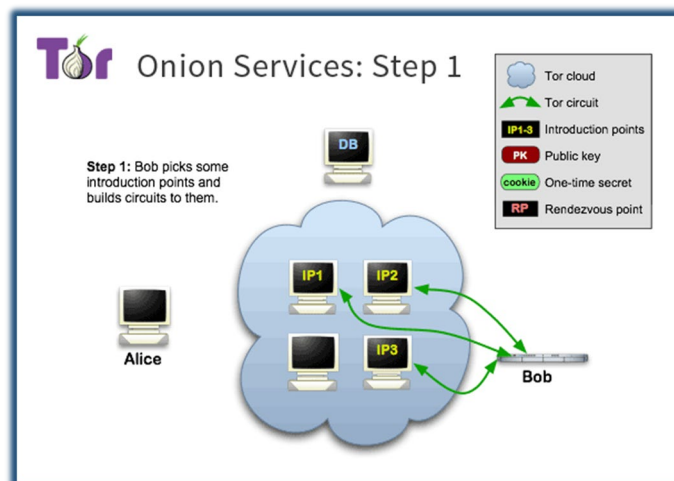 Tor
Onion Services: Step 1
Tor cloud
Tor circuit
IP1-3 Introduction points
PK Public key
cookie One-time secret
RP Rendezvous point
DB
Step 1: Bob picks some
introduction points and
builds circuits to them.
IP1 IP2
IP3
Alice
Bob